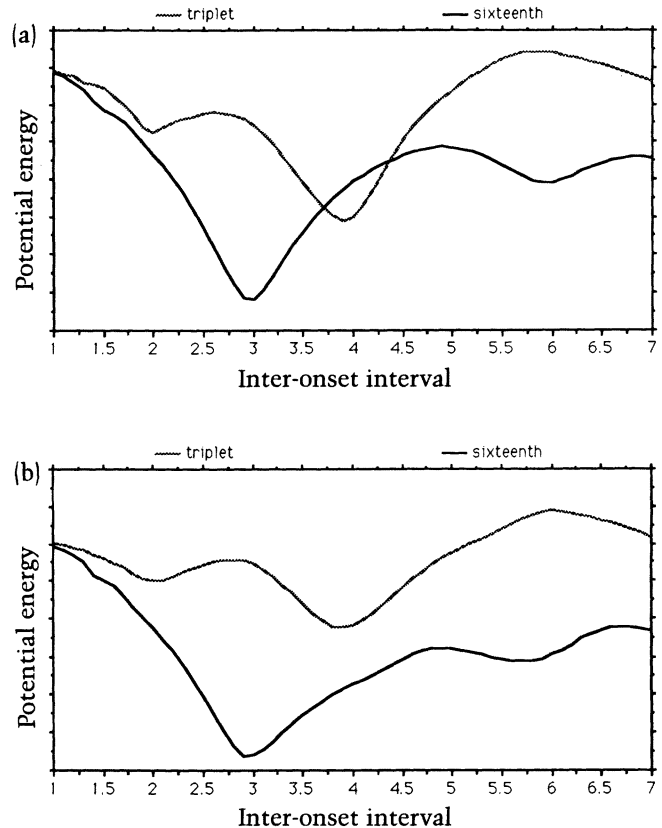 triplet sixteenth
(a)
Potential energy
1 1.5 2 2.5 3 3.5 4 4.5 5 5.5 6 6.5 7
Inter-onset interval
triplet sixteenth
(b)
Potential energy
1 1.5 2 2.5 3 3.5 4 4.5 5 5.5 6 6.5 7
Inter-onset interval